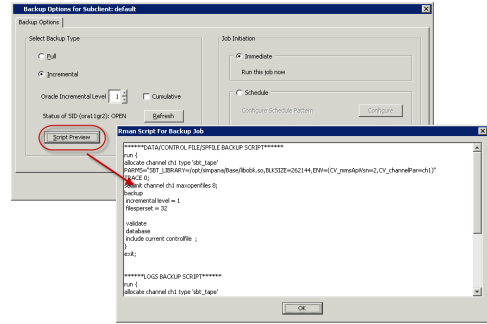 Backup Options for Subclient: default
Backup Options
Select Backup Type
Full
Incremental
Oracle Incremental Level 1
Cumulative
Status of SID (ora11gr2): OPEN
Refresh
Script Preview
Job Initiation
Immediate
Run this job now
Schedule
Configure Schedule Pattern
Configure
Rman Script For Backup Job
******DATA/CONTROL FILE/SPFILE BACKUP SCRIPT******
run {
allocate channel ch1 type 'sbt_tape'
PARMS="SBT_LIBRARY=/opt/simpana/Base/libobk.so,BLKSIZE=262144,ENV=(CV_mmsApiVsn=2,CV_channelPar=ch1)"
TRACE 0;
setlimit channel ch1 maxopenfiles 8;
backup
incremental level = 1
filesperset = 32
validate
database
include current controlfile ;
}
exit;
******LOGS BACKUP SCRIPT******
run {
allocate channel ch1 type 'sbt_tape'
OK